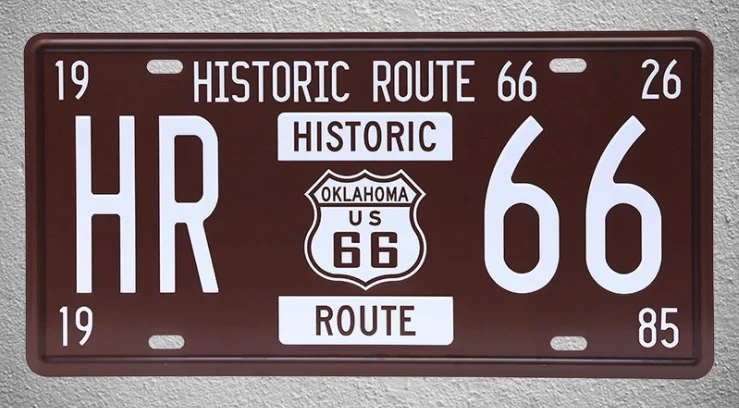 19 HISTORIC ROUTE 66 26
HISTORIC
HR 66
OKLAHOMA
US
66
ROUTE
19 85